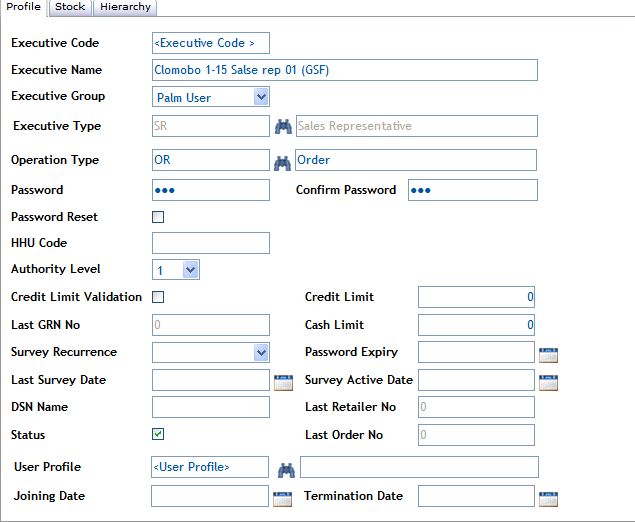 Profile Stock Hierarchy
Executive Code <Executive Code >
Executive Name Clomobo 1-15 Salse rep 01 (GSF)
Executive Group Palm User
Executive Type SR Sales Representative
Operation Type OR Order
Password ●●● Confirm Password ●●●
Password Reset
HHU Code
Authority Level 1
Credit Limit Validation Credit Limit 0
Last GRN No 0 Cash Limit 0
Survey Recurrence Password Expiry
Last Survey Date Survey Active Date
DSN Name Last Retailer No 0
Status Last Order No 0
User Profile <User Profile>
Joining Date Termination Date